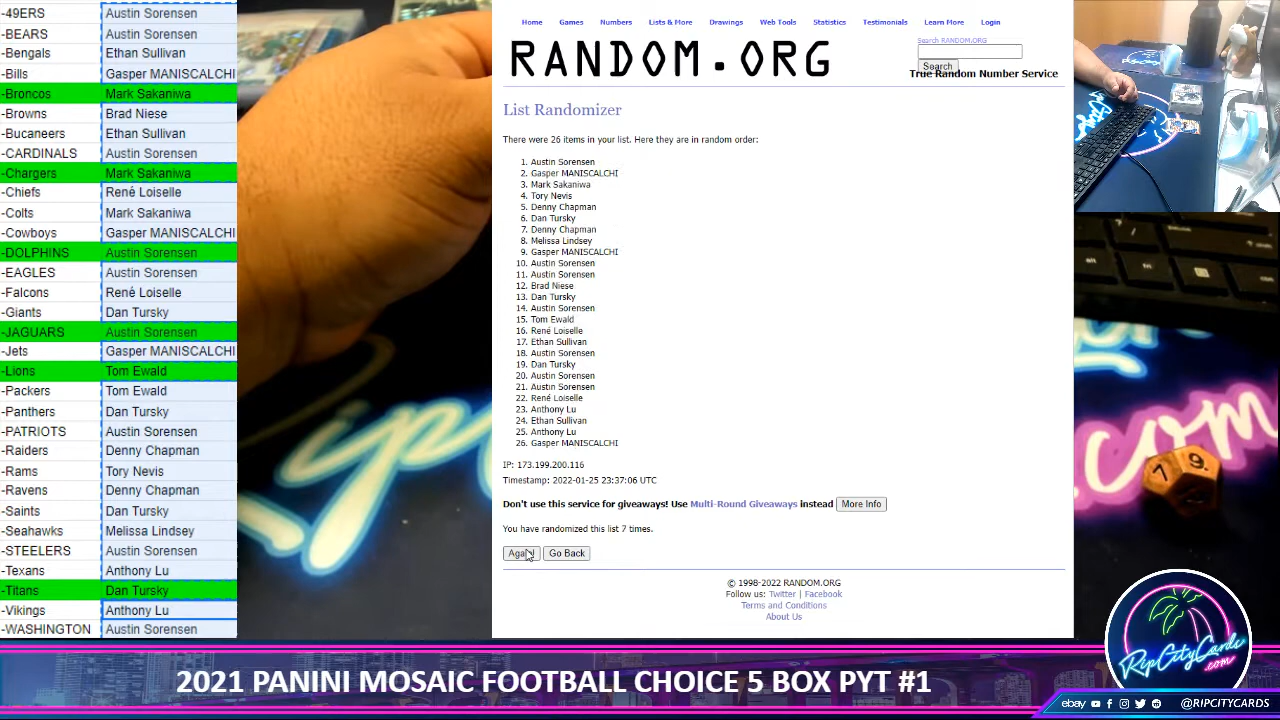 -49ERS Austin Sorensen
-BEARS Austin Sorensen
-Bengals Ethan Sullivan
-Bills Gasper MANISCALCHI
-Broncos Mark Sakaniwa
-Browns Brad Niese
-Bucaneers Ethan Sullivan
-CARDINALS Austin Sorensen
-Chargers Mark Sakaniwa
-Chiefs René Loiselle
-Colts Mark Sakaniwa
-Cowboys Gasper MANISCALCHI
-DOLPHINS Austin Sorensen
-EAGLES Austin Sorensen
-Falcons René Loiselle
-Giants Dan Tursky
-JAGUARS Austin Sorensen
-Jets Gasper MANISCALCHI
-Lions Tom Ewald
-Packers Tom Ewald
-Panthers Dan Tursky
-PATRIOTS Austin Sorensen
-Raiders Denny Chapman
-Rams Tory Nevis
-Ravens Denny Chapman
-Saints Dan Tursky
-Seahawks Melissa Lindsey
-STEELERS Austin Sorensen
-Texans Anthony Lu
-Titans Dan Tursky
-Vikings Anthony Lu
-WASHINGTON Austin Sorensen
Home Games Numbers Lists & More Drawings Web Tools Statistics Testimonials Learn More Login
Search RANDOM.ORG
RANDOM.ORG
Search
True Random Number Service
List Randomizer
There were 26 items in your list. Here they are in random order:
1. Austin Sorensen
2. Gasper MANISCALCHI
3. Mark Sakaniwa
4. Tory Nevis
5. Denny Chapman
6. Dan Tursky
7. Denny Chapman
8. Melissa Lindsey
9. Gasper MANISCALCHI
10. Austin Sorensen
11. Austin Sorensen
12. Brad Niese
13. Dan Tursky
14. Austin Sorensen
15. Tom Ewald
16. René Loiselle
17. Ethan Sullivan
18. Austin Sorensen
19. Dan Tursky
20. Austin Sorensen
21. Austin Sorensen
22. René Loiselle
23. Anthony Lu
24. Ethan Sullivan
25. Anthony Lu
26. Gasper MANISCALCHI
IP: 173.199.200.116
Timestamp: 2022-01-25 23:37:06 UTC
Don't use this service for giveaways! Use Multi-Round Giveaways instead More Info
You have randomized this list 7 times.
Again! Go Back
© 1998-2022 RANDOM.ORG
Follow us: Twitter | Facebook
Terms and Conditions
About Us
.com
7 9.
2021 PANINI MOSAIC FOOTBALL CHOICE 5 BOX PYT #1
RipCityCards
.com
ebay @RIPCITYCARDS